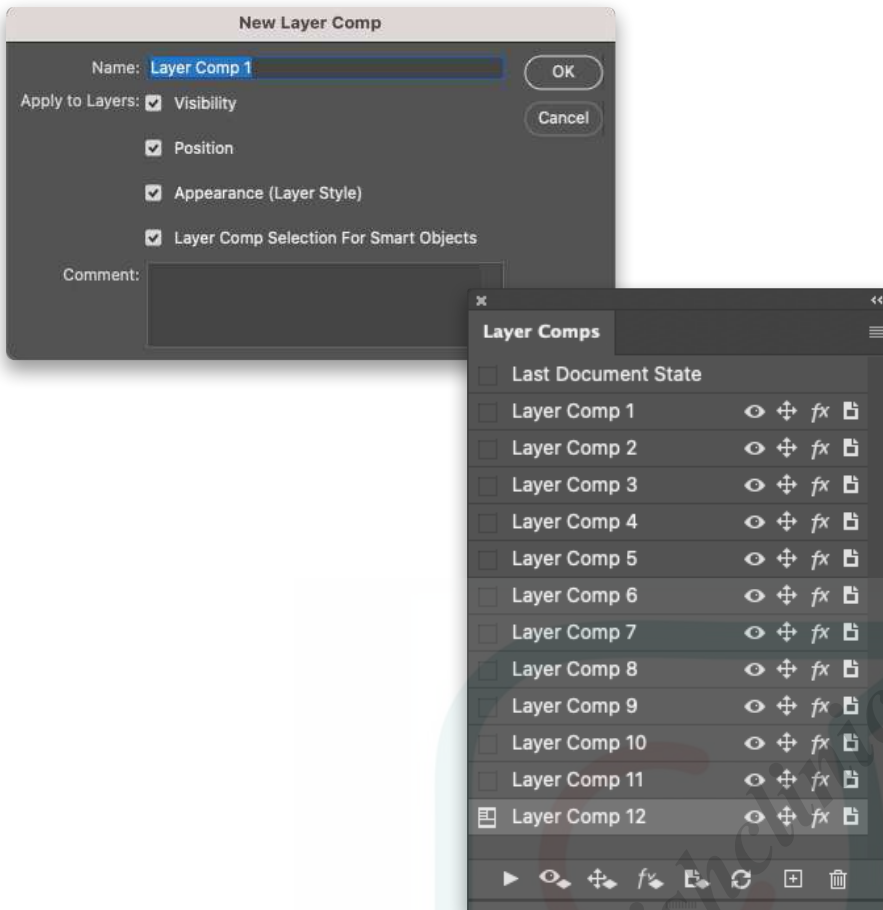 New Layer Comp
Name: Layer Comp 1
OK
Apply to Layers: Visibility
Cancel
Position
Appearance (Layer Style)
Layer Comp Selection For Smart Objects
Comment:
Layer Comps
Last Document State
Layer Comp 1
Layer Comp 2
Layer Comp 3
Layer Comp 4
Layer Comp 5
Layer Comp 6
Layer Comp 7
Layer Comp 8
Layer Comp 9
Layer Comp 10
Layer Comp 11
Layer Comp 12